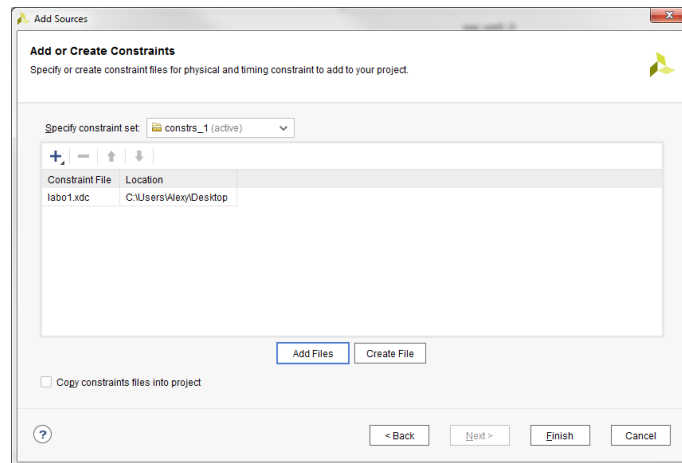 Add Sources
Add or Create Constraints
Specify or create constraint files for physical and timing constraint to add to your project.
Specify constraint set: constrs_1 (active)
Constraint File Location
labo1.xdc C:\Users\Alexy\Desktop
Add Files Create File
Copy constraints files into project
? < Back Next > Finish Cancel